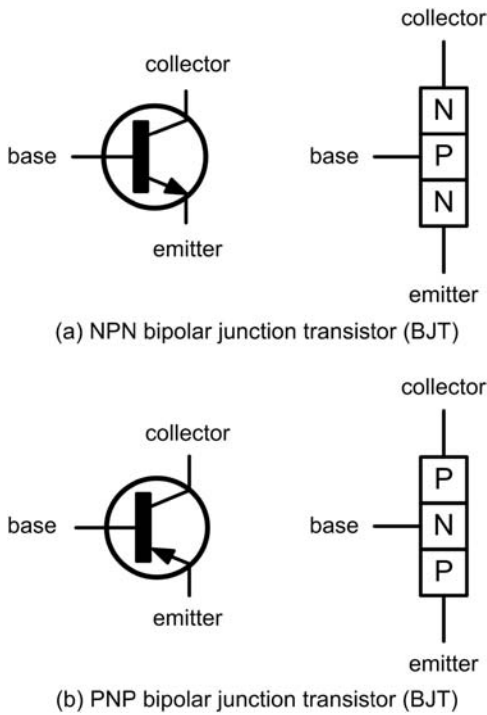 collector
base
emitter
collector
N
base P
N
emitter
(a) NPN bipolar junction transistor (BJT)
collector
base
emitter
collector
P
base N
P
emitter
(b) PNP bipolar junction transistor (BJT)